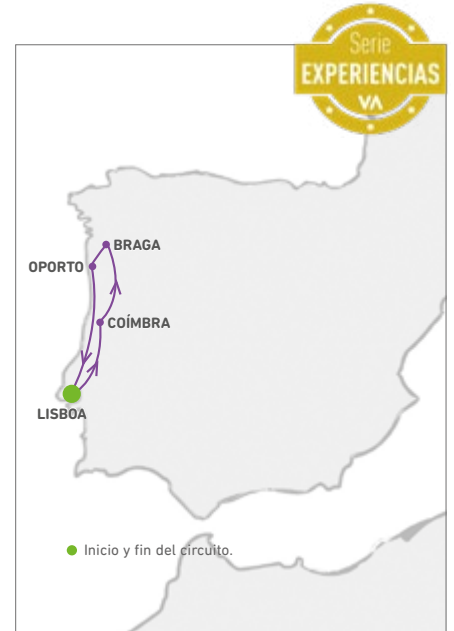 Serie
EXPERIENCIAS
VA
BRAGA
OPORTO
COÍMBRA
LISBOA
Inicio y fin del circuito.